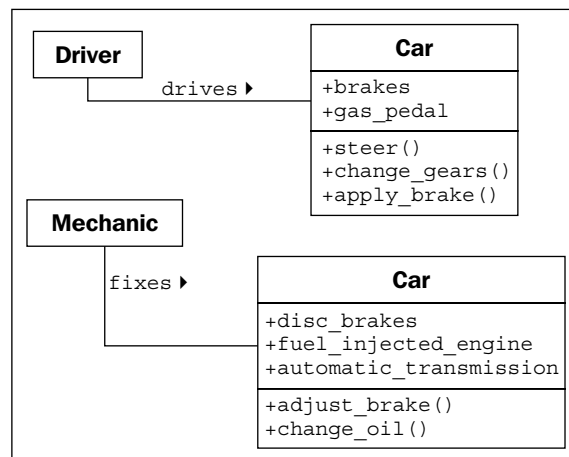 Driver
drives
Car
+brakes
+gas_pedal
+steer()
+change_gears()
+apply_brake()
Mechanic
fixes
Car
+disc_brakes
+fuel_injected_engine
+automatic_transmission
+adjust_brake()
+change_oil()